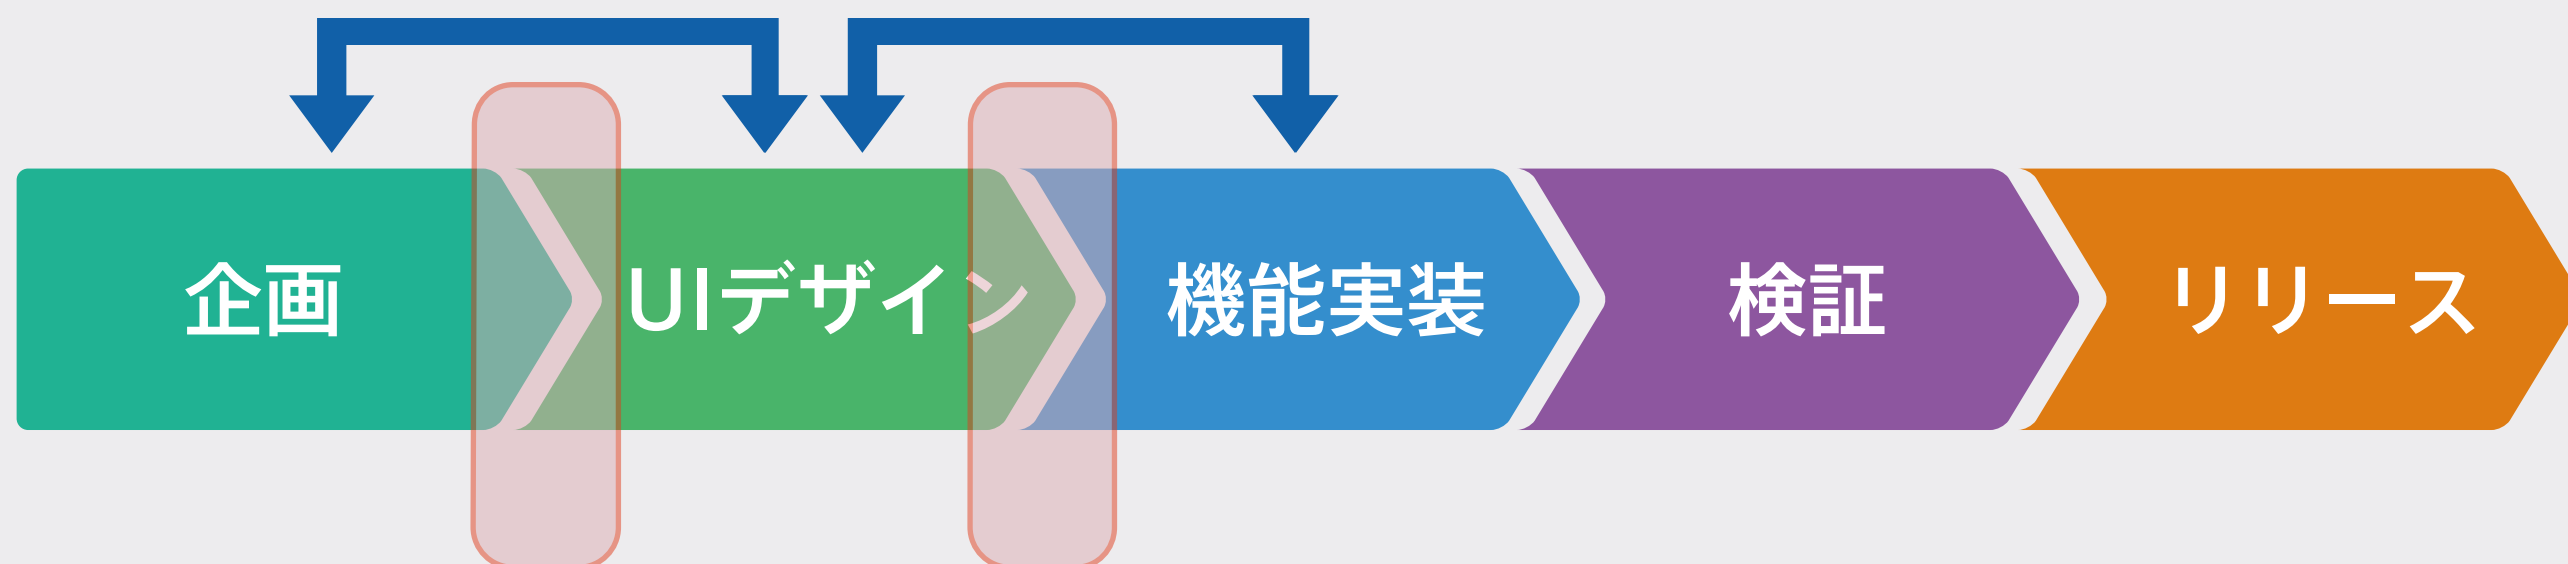 企画
UIデザイン
機能実装
検証
リリース